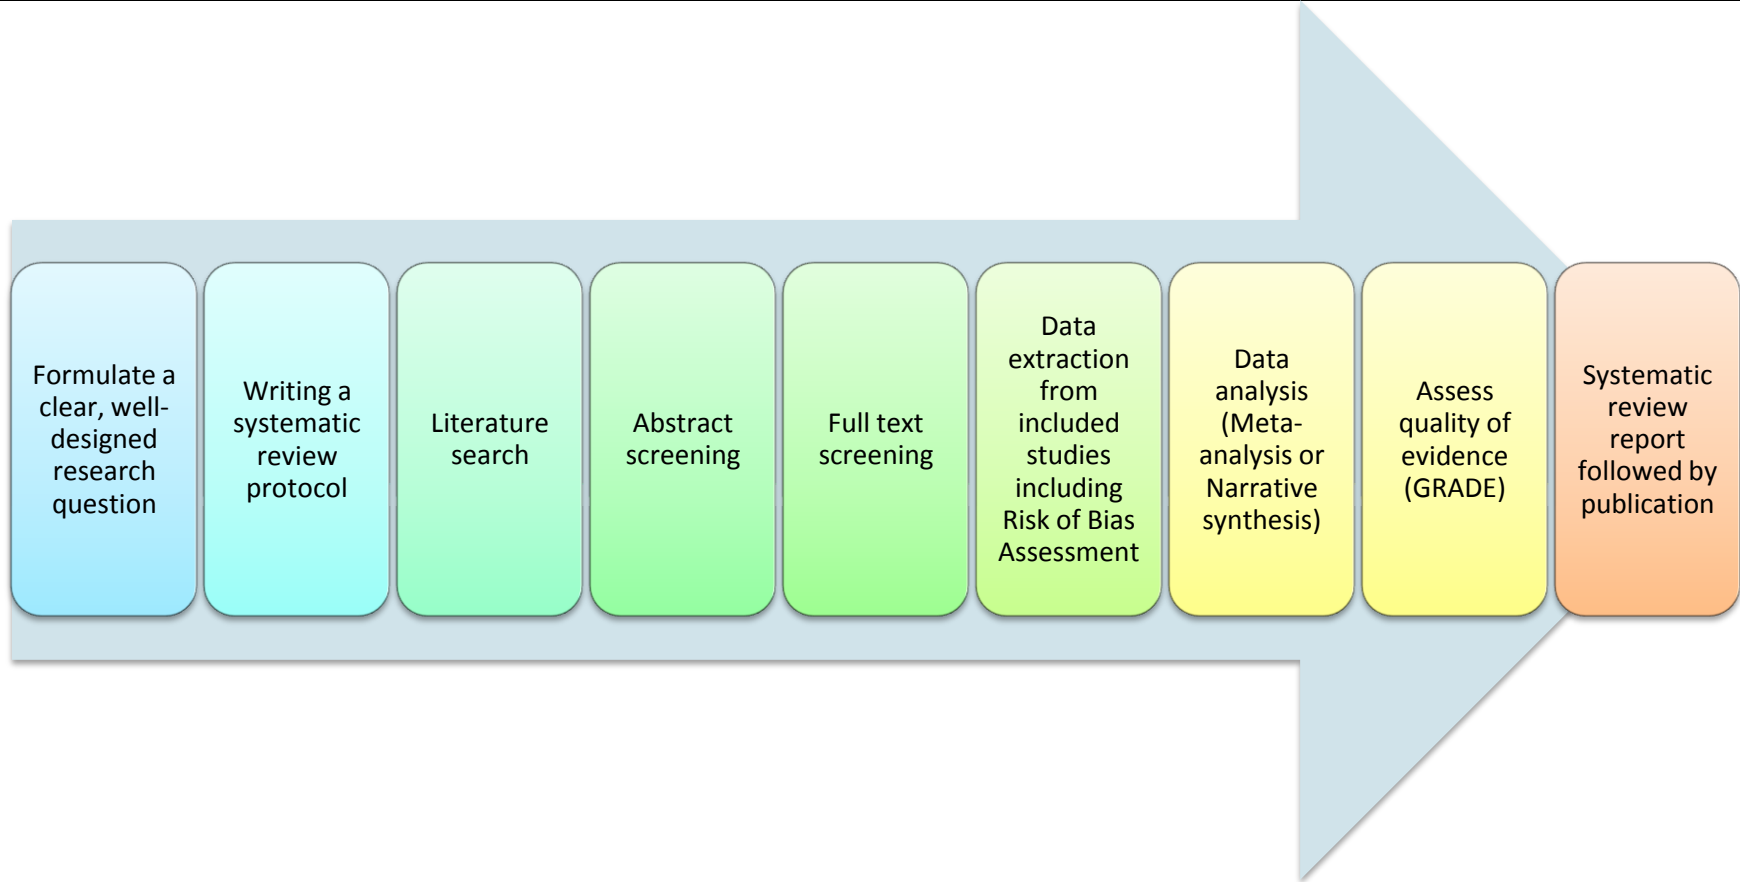 Formulate a
clear, well-
designed
research
question
Writing a
systematic
review
protocol
Literature
search
Abstract
screening
Full text
screening
Data
extraction
from
included
studies
including
Risk of Bias
Assessment
Data
analysis
(Meta-
analysis or
Narrative
synthesis)
Assess
quality of
evidence
(GRADE)
Systematic
review
report
followed by
publication